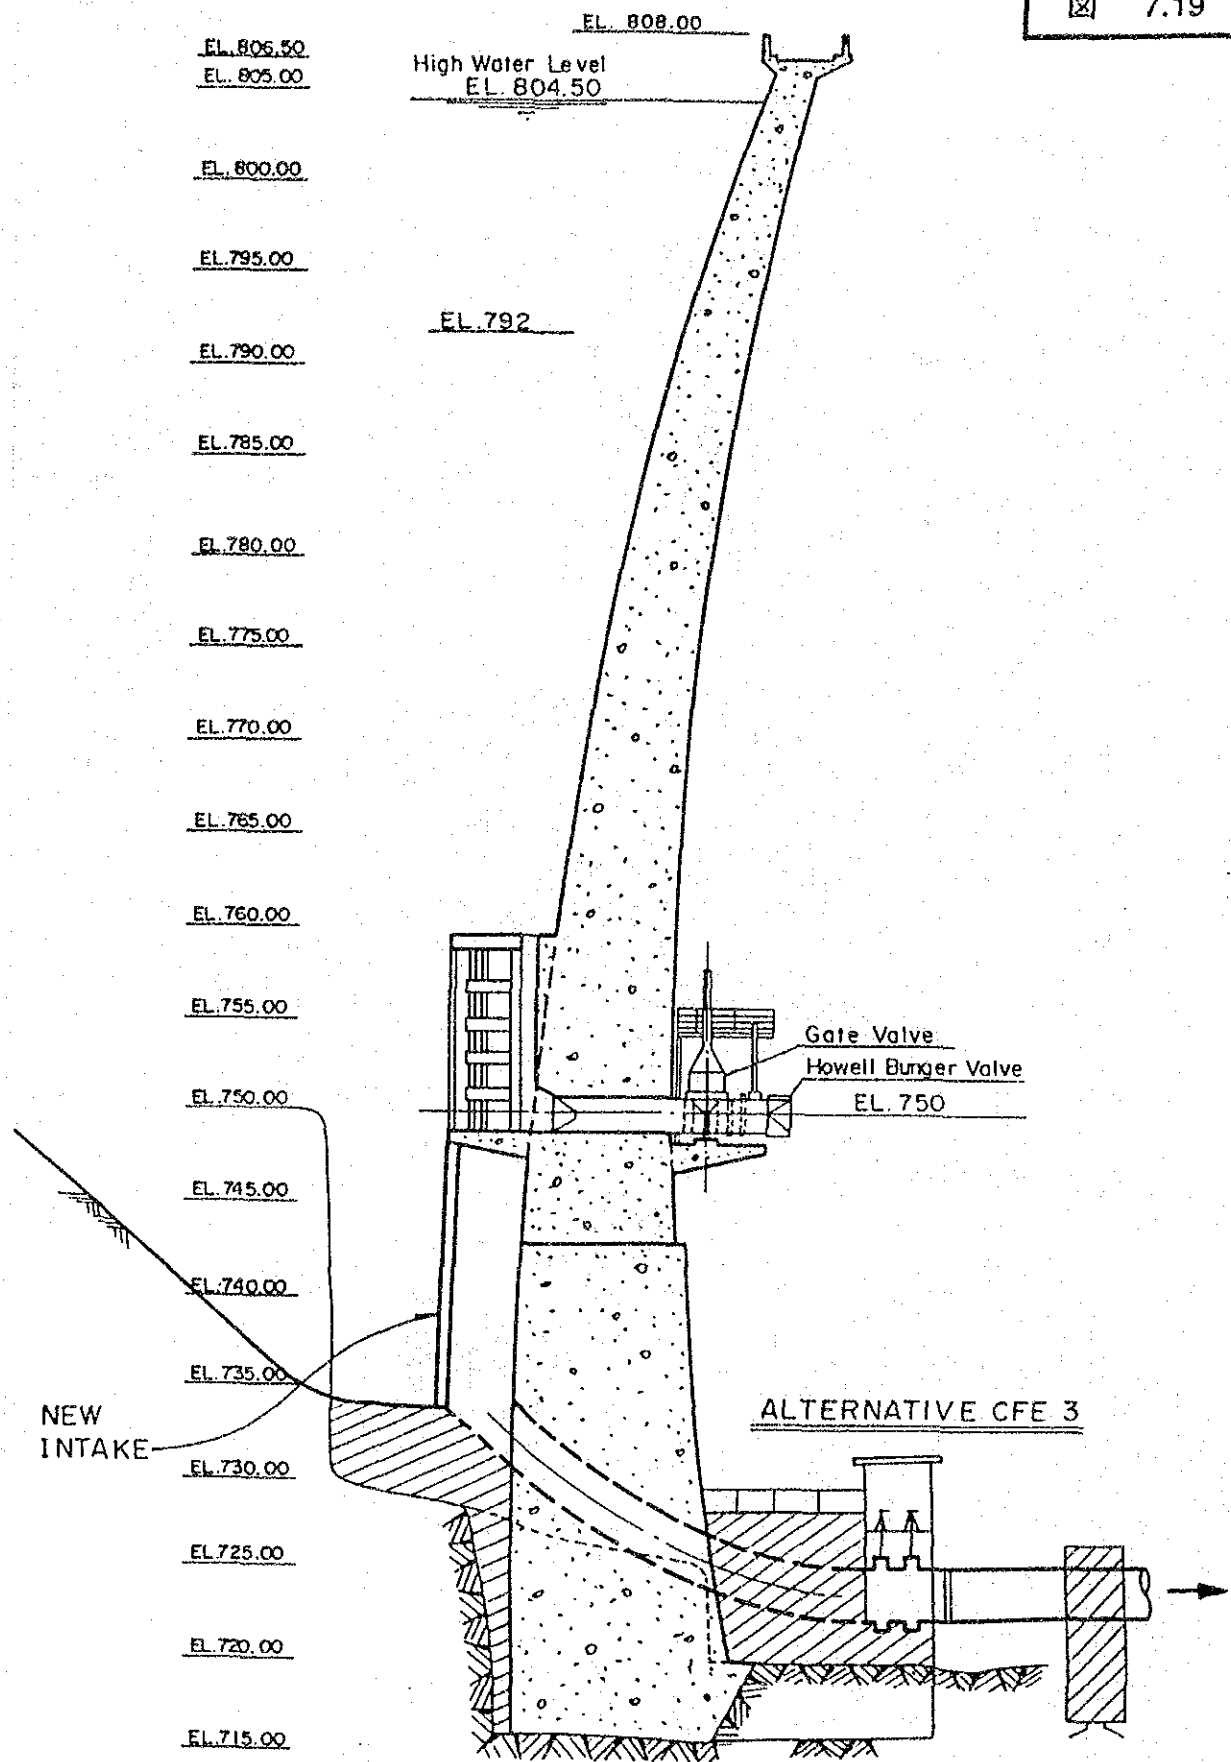 図 7.19
EL. 808.00
EL.806.50
EL. 805.00
High Water Level
EL. 804.50
EL. 800.00
EL.795.00
EL.792
EL.790.00
EL.785.00
EL.780.00
EL.775.00
EL.770.00
EL.765.00
EL.760.00
EL.755.00
Gate Valve
Howell Bunger Valve
EL.750.00
EL. 750
EL.745.00
EL.740.00
EL.735.00
NEW
INTAKE
ALTERNATIVE CFE 3
EL.730.00
EL.725.00
EL.720.00
EL.715.00